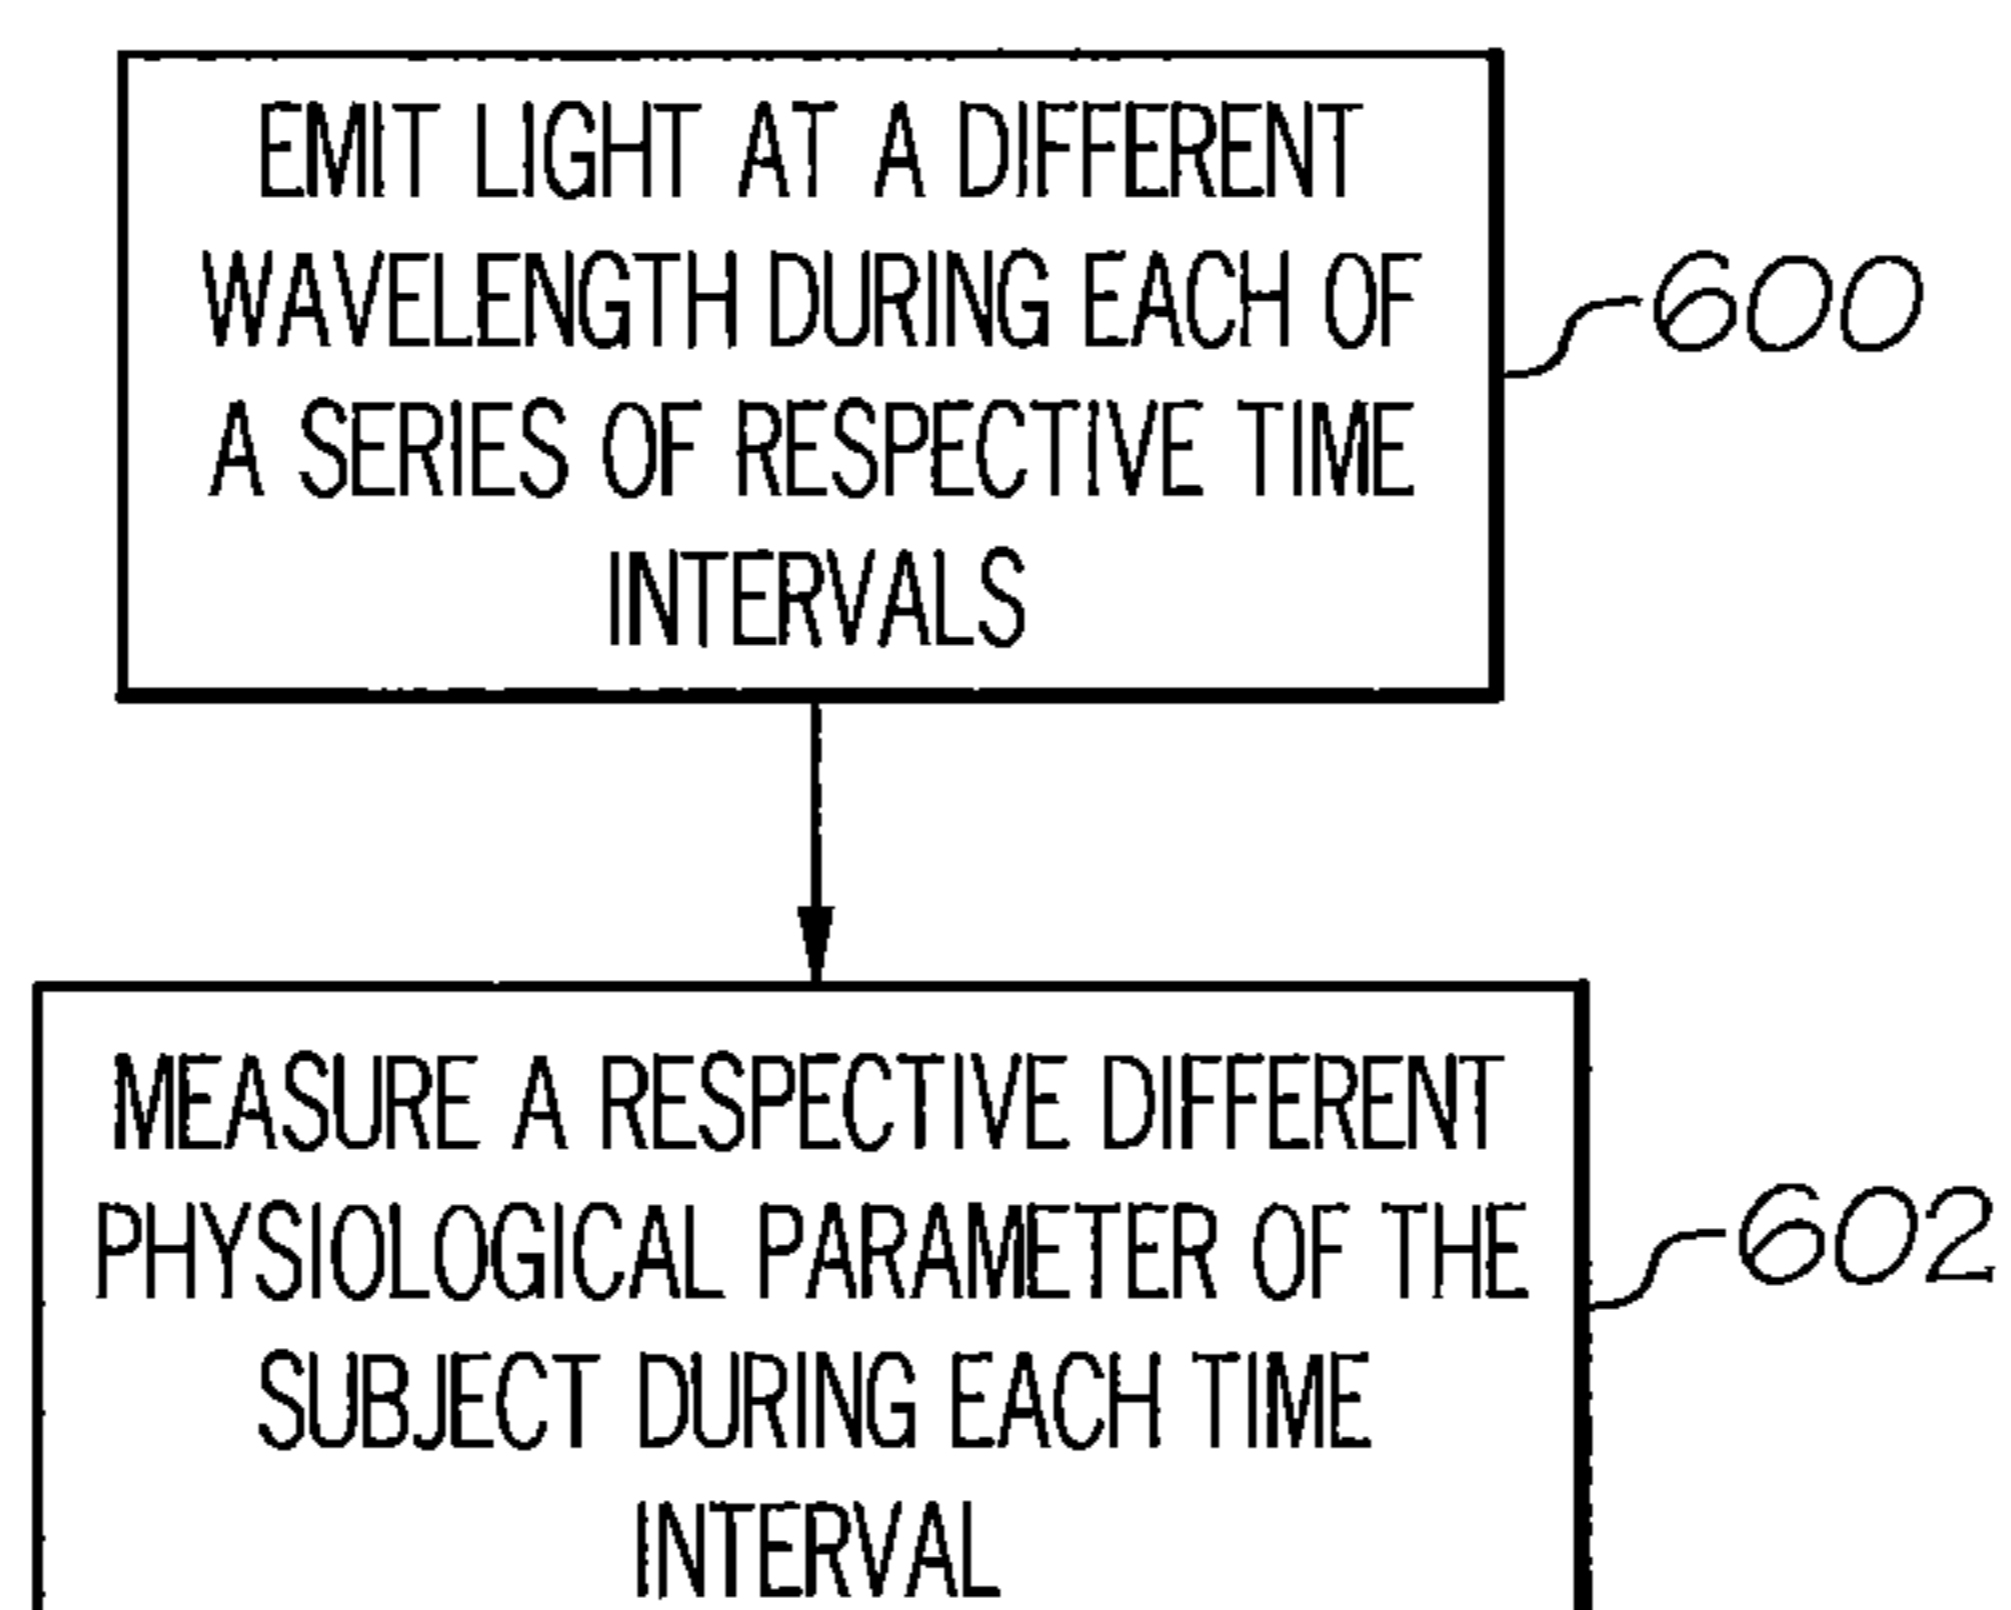 EMIT LIGHT AT A DIFFERENT
WAVELENGTH DURING EACH OF
A SERIES OF RESPECTIVE TIME
INTERVALS
600
MEASURE A RESPECTIVE DIFFERENT
PHYSIOLOGICAL PARAMETER OF THE
SUBJECT DURING EACH TIME
INTERVAL
602